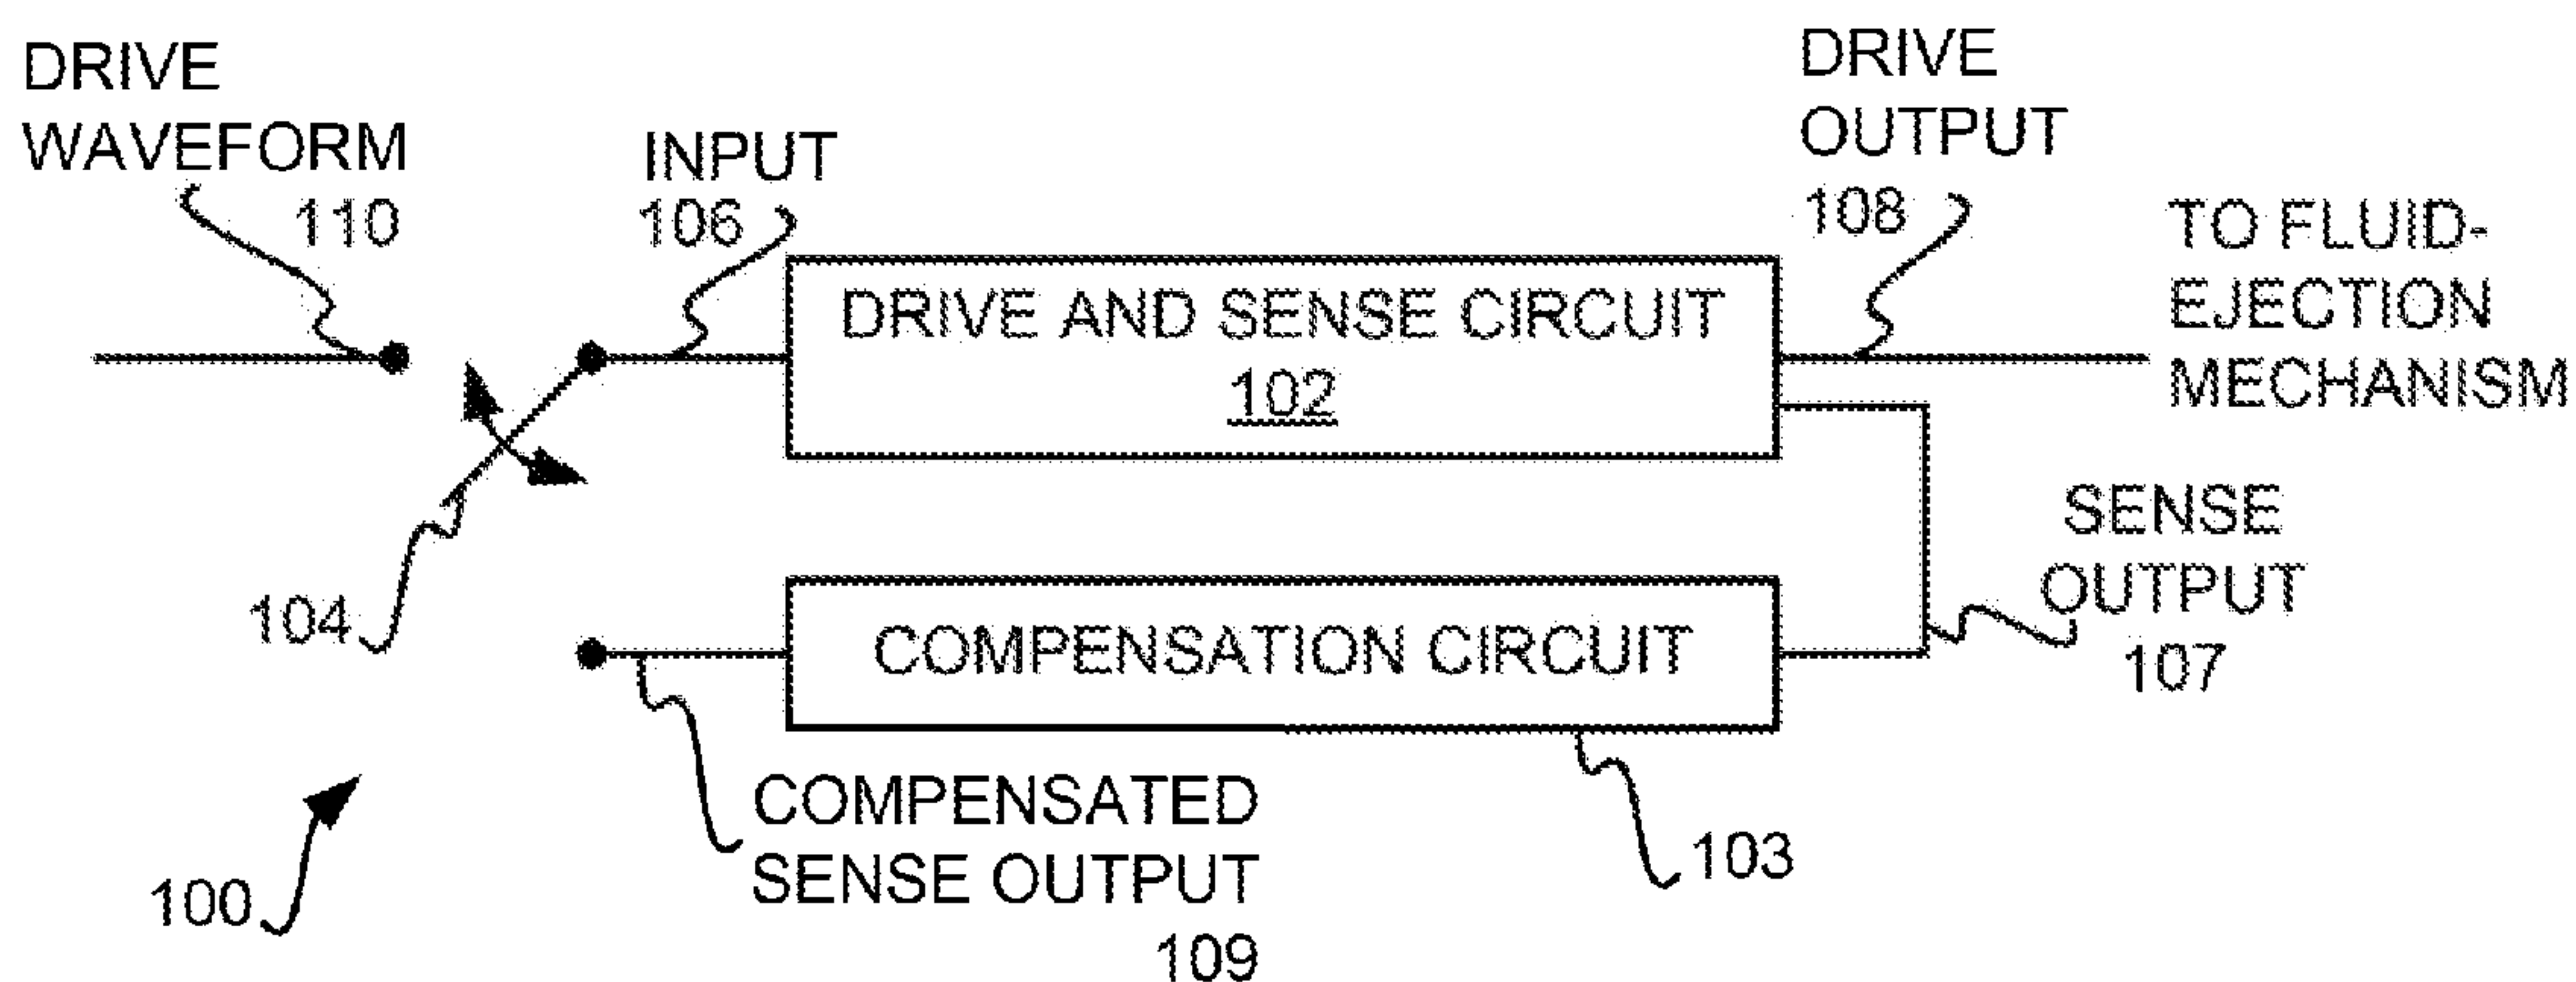 DRIVE
WAVEFORM
110
INPUT
106
DRIVE
OUTPUT
108
TO FLUID-
EJECTION
MECHANISM
DRIVE AND SENSE CIRCUIT
102
SENSE
OUTPUT
107
104
COMPENSATION CIRCUIT
COMPENSATED
SENSE OUTPUT
109
103
100